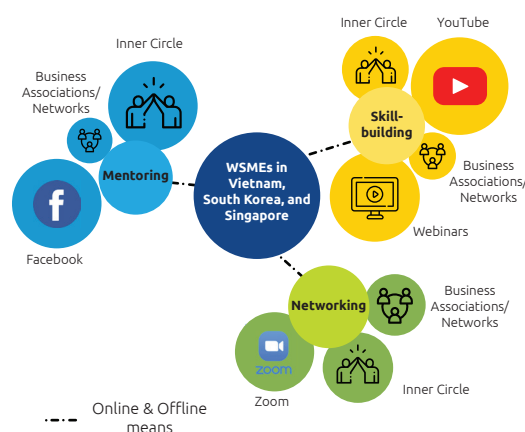 Inner Circle
Business
Associations/
Networks
Mentoring
f
Facebook
WSMEs in
Vietnam,
South Korea, and
Singapore
Inner Circle
YouTube
Skill-
building
Business
Associations/
Networks
Webinars
Networking
Business
Associations/
Networks
Inner Circle
zoom
Zoom
Online & Offline
means